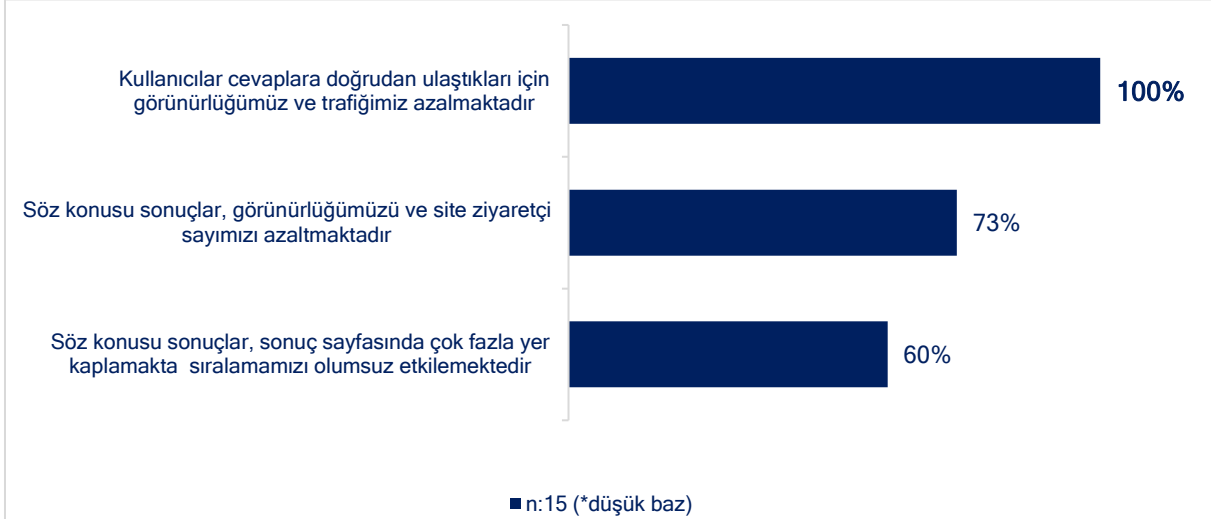 Kullanıcılar cevaplara doğrudan ulaştıkları için
görünürlüğümüz ve trafiğimiz azalmaktadır
100%
Söz konusu sonuçlar, görünürlüğümüzü ve site ziyaretçi
sayımızı azaltmaktadır
73%
Söz konusu sonuçlar, sonuç sayfasında çok fazla yer
kaplamakta sıralamamızı olumsuz etkilemektedir
60%
n:15 (*düşük baz)